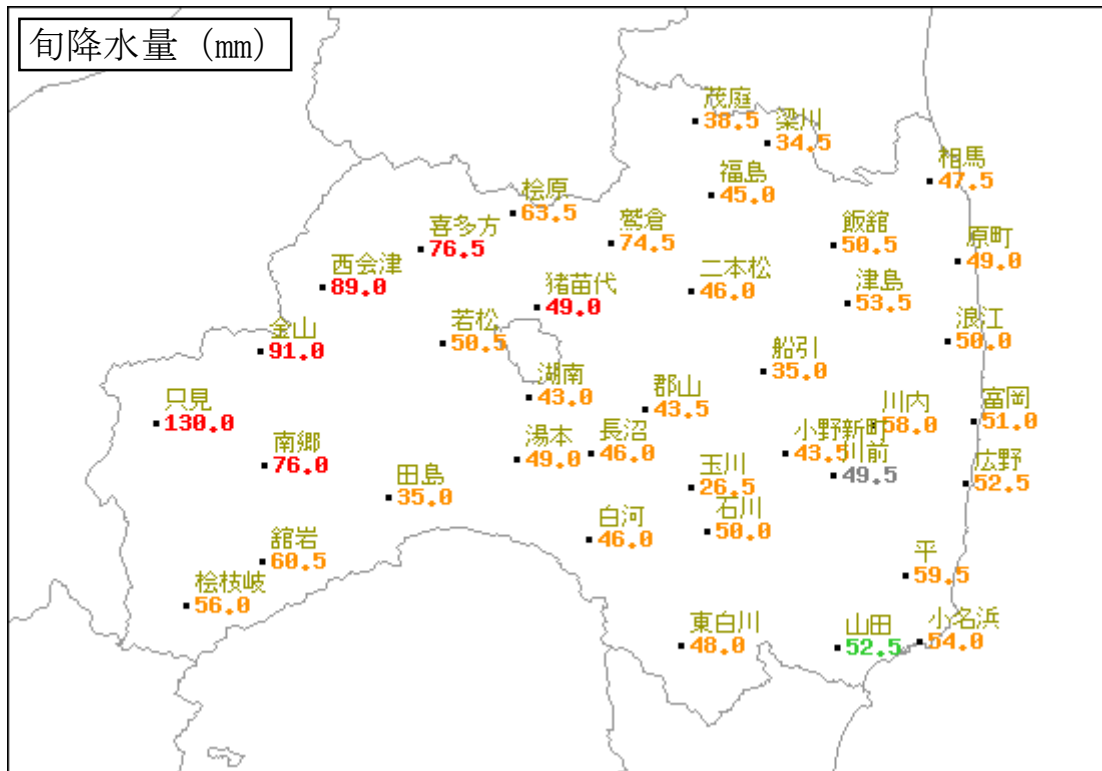 旬降水量 (mm)
茂庭
38.5
梁川
34.5
相馬
47.5
福島
45.0
桧原
63.5
喜多方
76.5
鷲倉
74.5
飯舘
50.5
原町
49.0
西会津
89.0
猪苗代
49.0
二本松
46.0
津島
53.5
金山
91.0
若松
50.5
浪江
50.0
船引
35.0
湖南
43.0
郡山
43.5
只見
130.0
川内
58.0
富岡
51.0
南郷
76.0
湯本
49.0
長沼
46.0
小野新町
43.5
川前
49.5
広野
52.5
田島
35.0
玉川
26.5
石川
50.0
白河
46.0
舘岩
60.5
平
59.5
桧枝岐
56.0
東白川
48.0
山田
52.5
小名浜
54.0